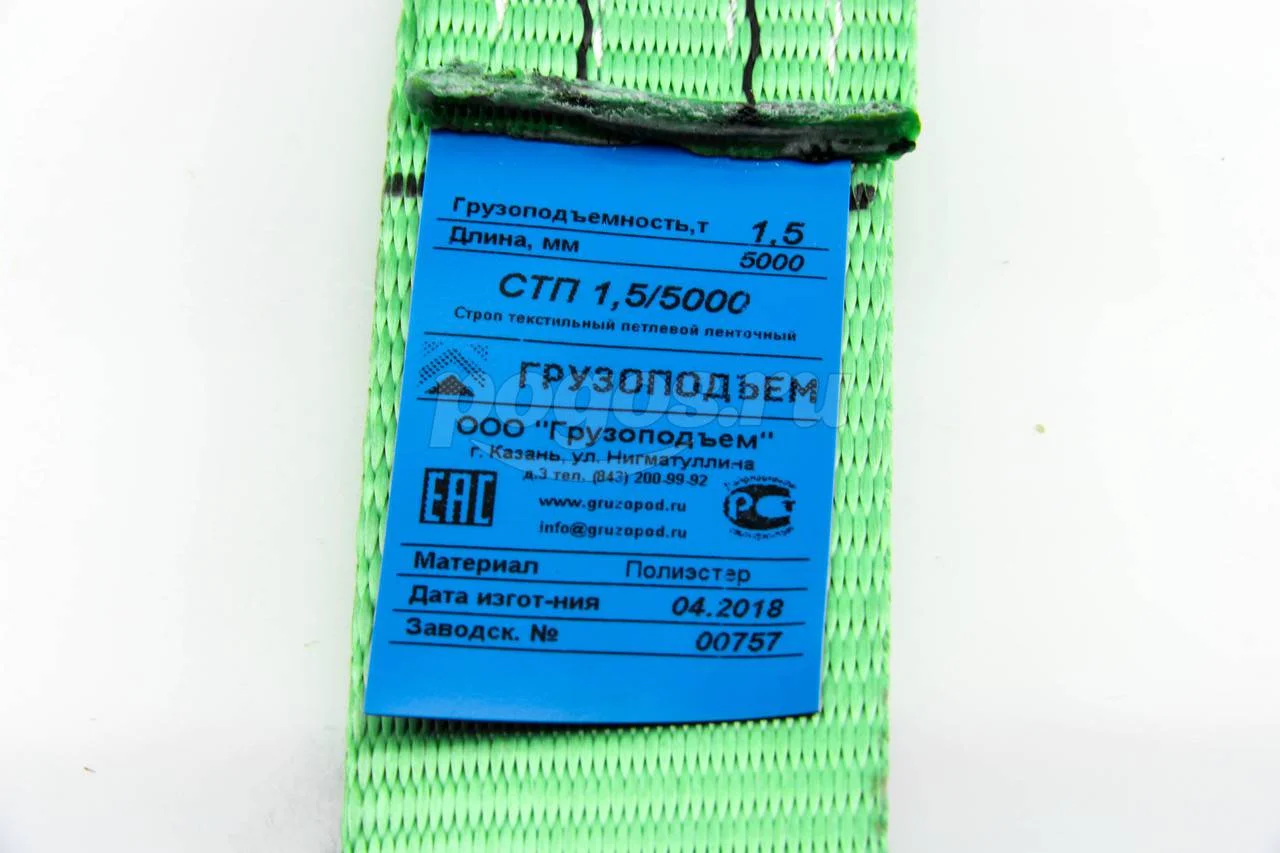 Грузоподъемность,т 1,5
Длина, мм 5000
СТП 1,5/5000
Строп текстильный петлевой ленточный
ГРУЗОПОДЪЕМ
pogos.ru
ООО "Грузоподъем"
г. Казань, ул. Нигматуллина
д.3 тел. (843) 200-99-92
EAC
www.gruzopod.ru
info@gruzopod.ru
РСТ
Материал Полиэстер
Дата изгот-ния 04.2018
Заводск. № 00757